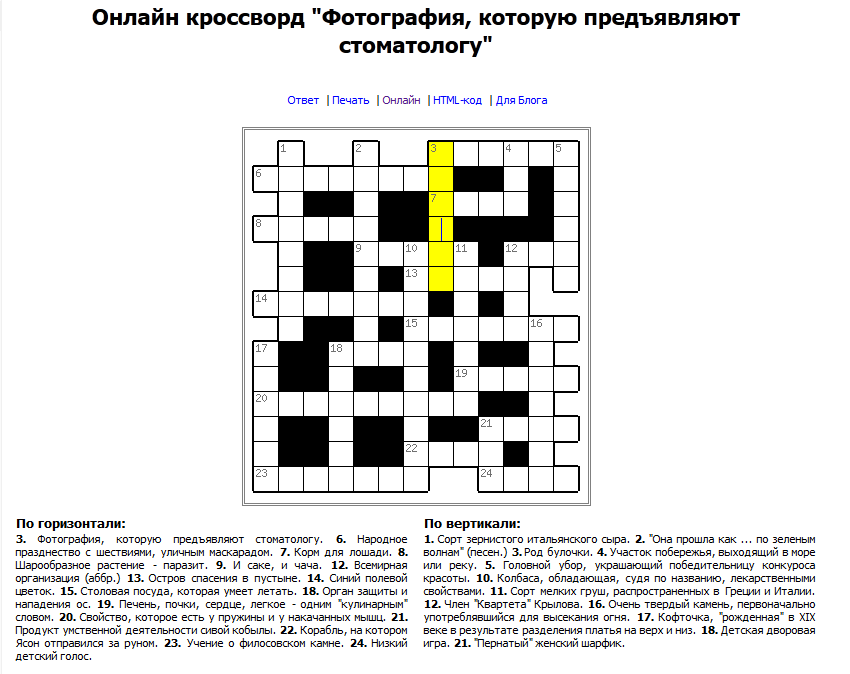 Онлайн кроссворд "Фотография, которую предъявляют
стоматологу"
Ответ | Печать | Онлайн | HTML-код | Для Блога
1 2 3 4 5
6
7
8
9 10 11 12
13
14
15 16
17 18
19
20
21
22
23 24
По горизонтали:
3. Фотография, которую предъявляют стоматологу. 6. Народное
празднество с шествиями, уличным маскарадом. 7. Корм для лошади. 8.
Шарообразное растение - паразит. 9. И саке, и чача. 12. Всемирная
организация (аббр.) 13. Остров спасения в пустыне. 14. Синий полевой
цветок. 15. Столовая посуда, которая умеет летать. 18. Орган защиты и
нападения ос. 19. Печень, почки, сердце, легкое - одним "кулинарным"
словом. 20. Свойство, которое есть у пружины и у накачанных мышц. 21.
Продукт умственной деятельности сивой кобылы. 22. Корабль, на котором
Ясон отправился за руном. 23. Учение о филосовском камне. 24. Низкий
детский голос.
По вертикали:
1. Сорт зернистого итальянского сыра. 2. "Она прошла как ... по зеленым
волнам" (песен.) 3. Род булочки. 4. Участок побережья, выходящий в море
или реку. 5. Головной убор, украшающий победительницу конкурса
красоты. 10. Колбаса, обладающая, судя по названию, лекарственными
свойствами. 11. Сорт мелких груш, распространенных в Греции и Италии.
12. Член "Квартета" Крылова. 16. Очень твердый камень, первоначально
употреблявшийся для высекания огня. 17. Кофточка, "рожденная" в XIX
веке в результате разделения платья на верх и низ. 18. Детская дворовая
игра. 21. "Пернатый" женский шарфик.